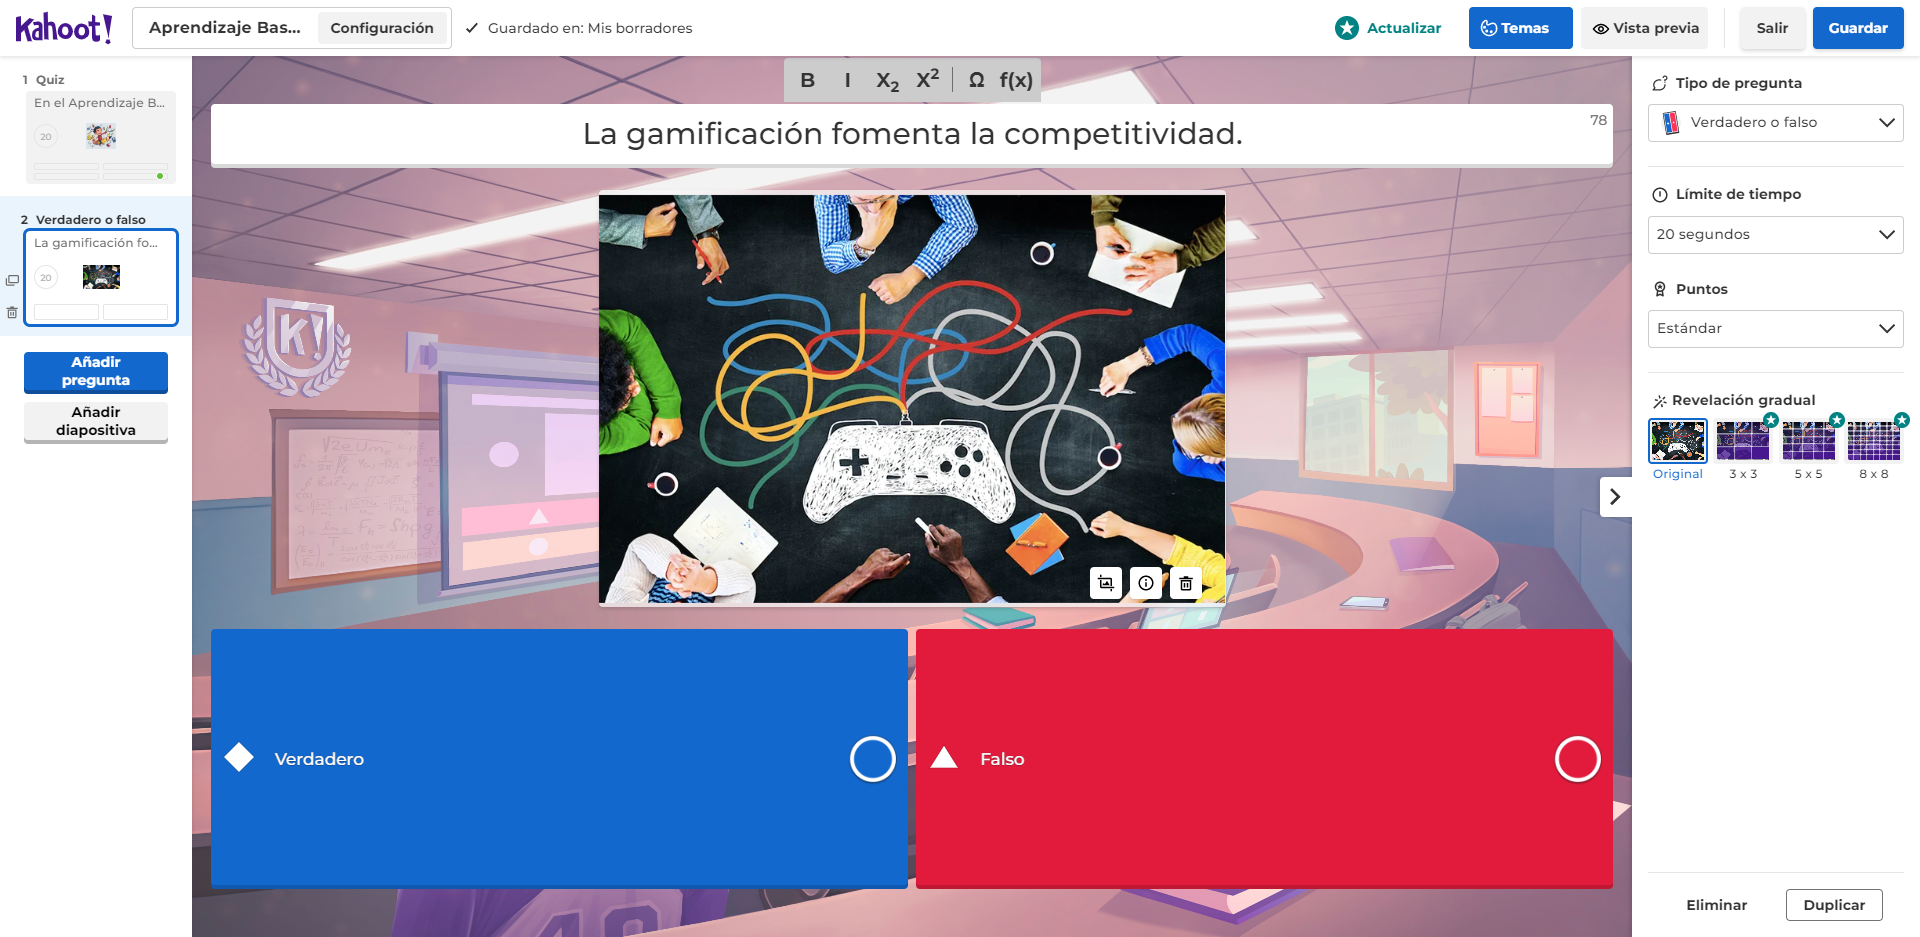 Kahoot!
Aprendizaje Bas...
Configuración
Guardado en: Mis borradores
Actualizar
Temas
Vista previa
Salir
Guardar
1 Quiz
En el Aprendizaje B...
20
2 Verdadero o falso
La gamificación fo...
20
Añadir
pregunta
Añadir
diapositiva
B I X2 X2 Ω f(x)
La gamificación fomenta la competitividad.
78
K!
Verdadero
Falso
Tipo de pregunta
Verdadero o falso
Límite de tiempo
20 segundos
Puntos
Estándar
Revelación gradual
Original
3 x 3
5 x 5
8 x 8
Eliminar
Duplicar